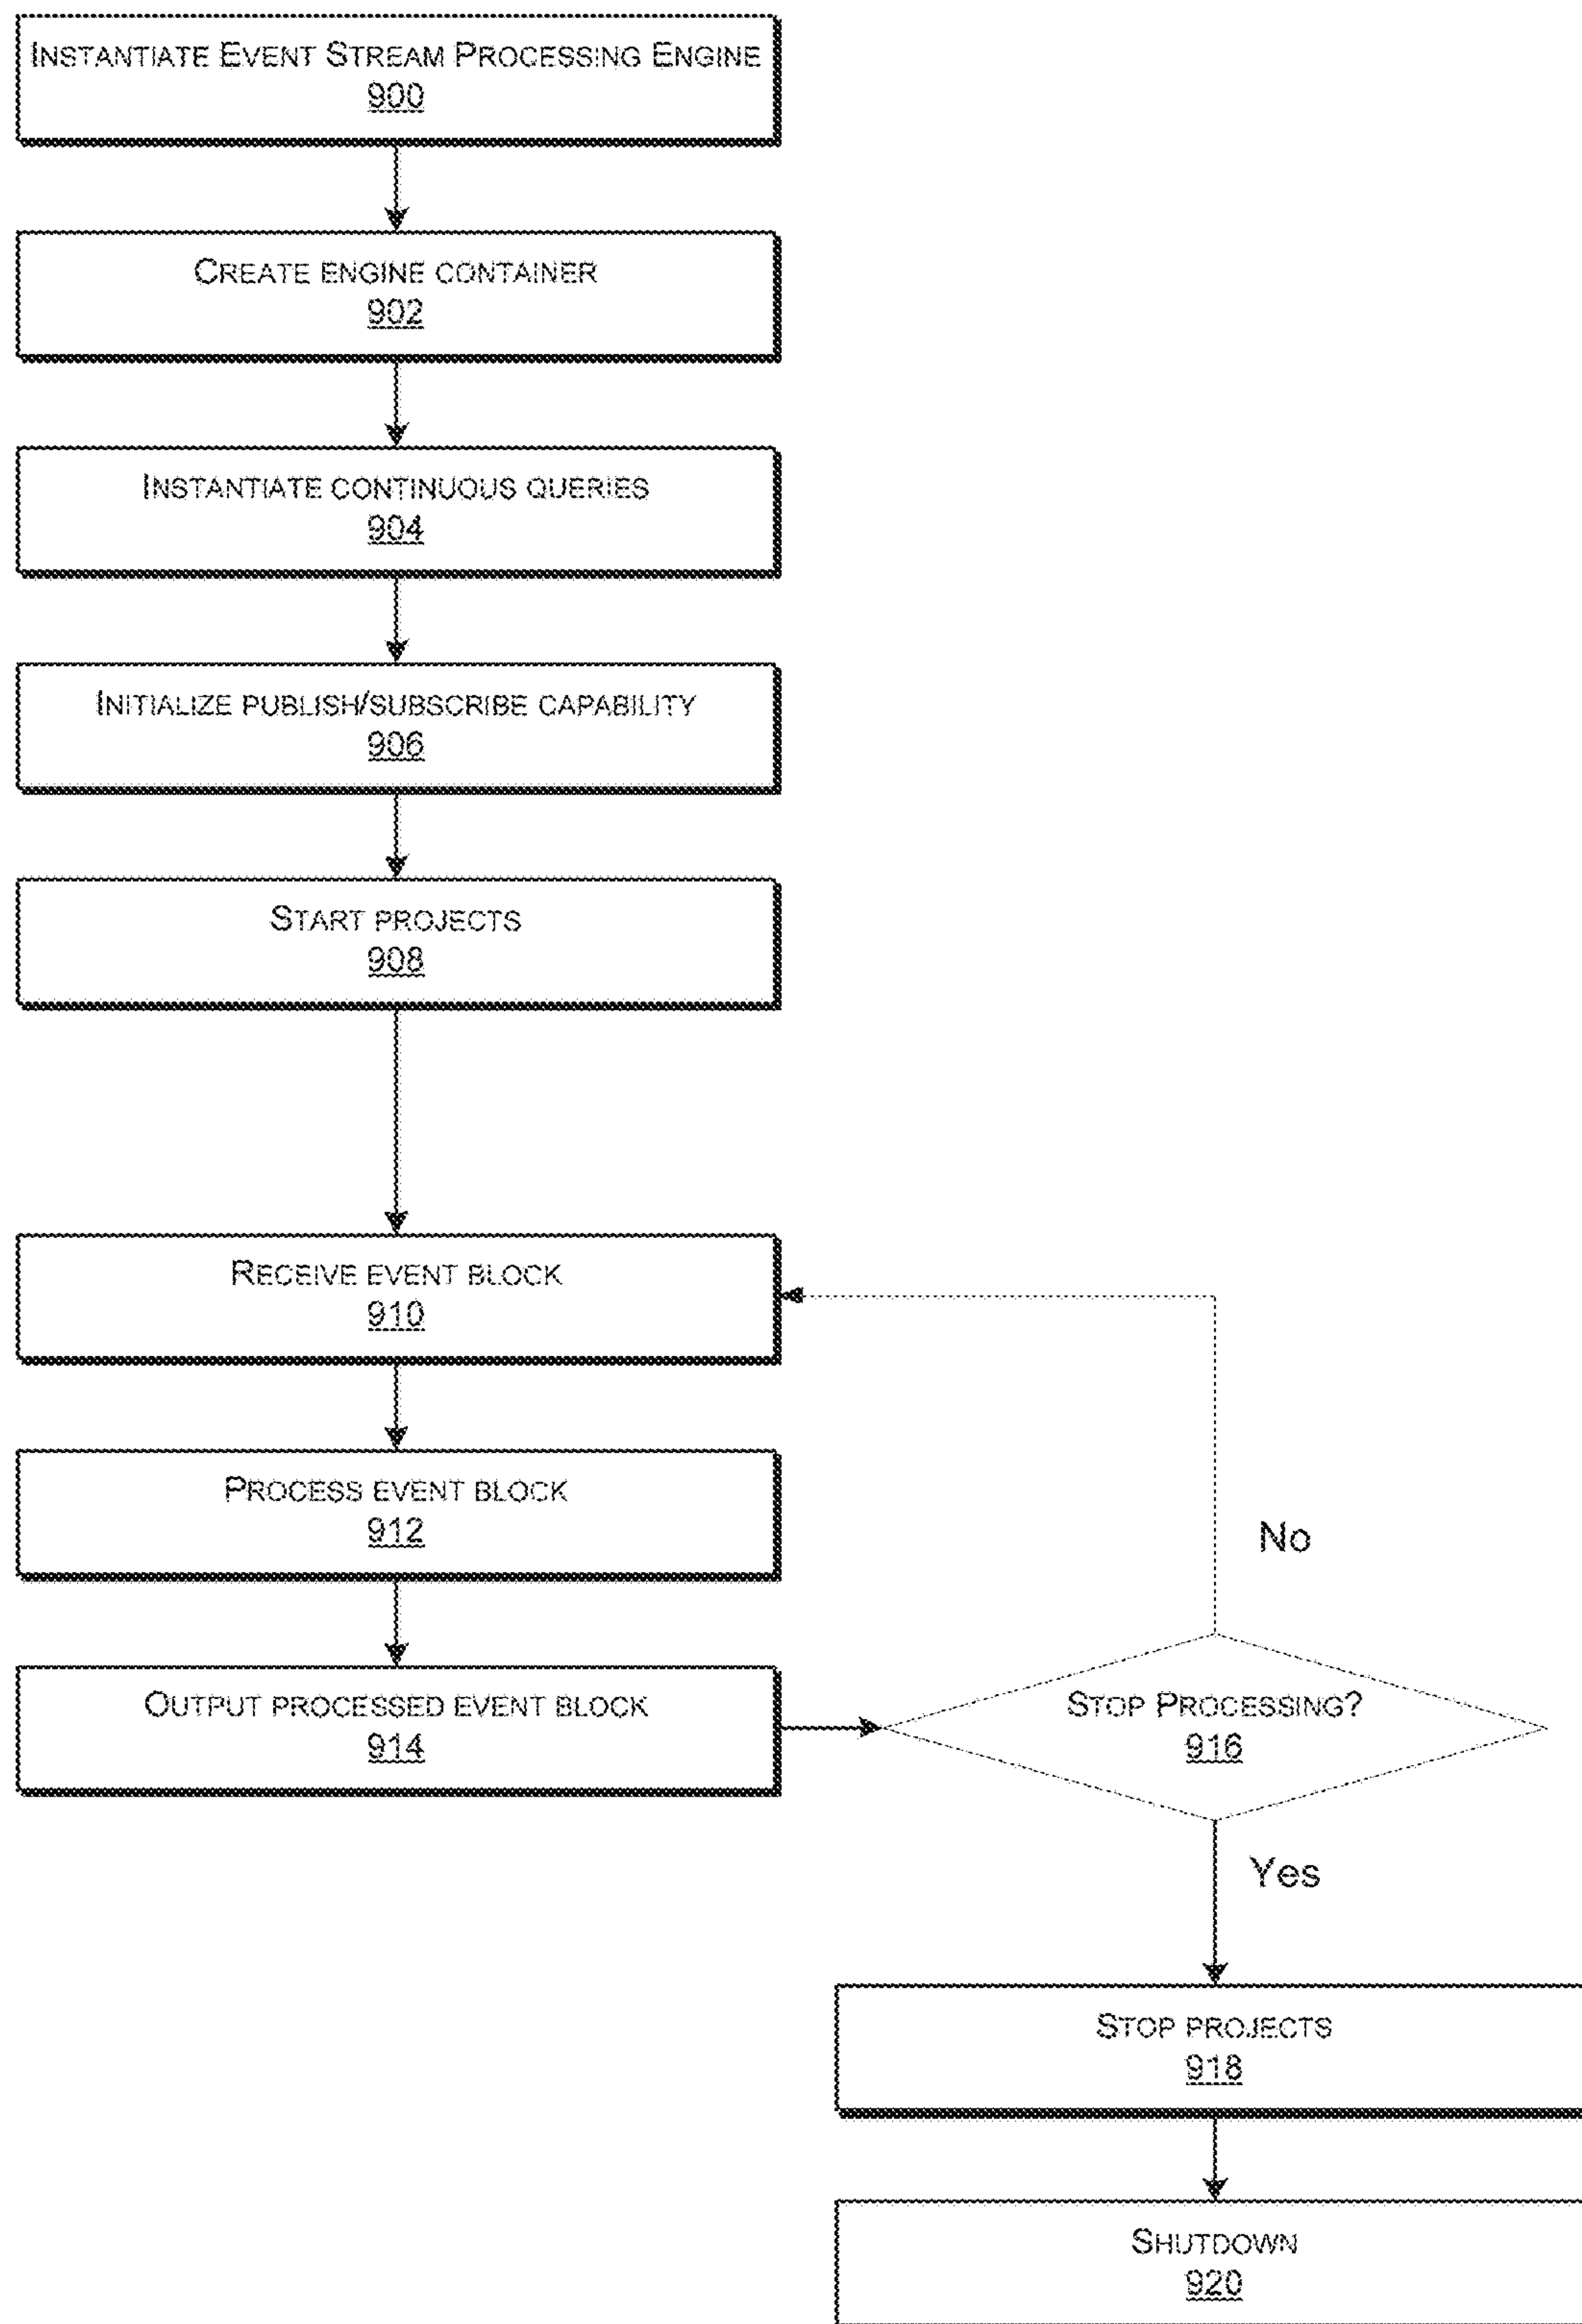 INSTANTIATE EVENT STREAM PROCESSING ENGINE
900
CREATE ENGINE CONTAINER
902
INSTANTIATE CONTINUOUS QUERIES
904
INITIALIZE PUBLISH/SUBSCRIBE CAPABILITY
906
START PROJECTS
908
RECEIVE EVENT BLOCK
910
PROCESS EVENT BLOCK
912
No
OUTPUT PROCESSED EVENT BLOCK
914
STOP PROCESSING?
916
Yes
STOP PROJECTS
918
SHUTDOWN
920